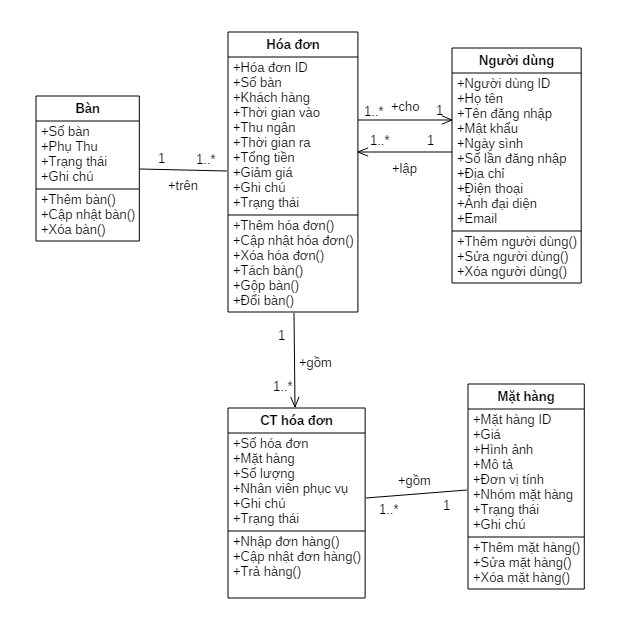 Bàn
+Số bàn
+Phụ Thu
+Trạng thái
+Ghi chú
+Thêm bàn()
+Cập nhật bàn()
+Xóa bàn()
1
1..*
+trên
Hóa đơn
+Hóa đơn ID
+Số bàn
+Khách hàng
+Thời gian vào
+Thu ngân
+Thời gian ra
+Tổng tiền
+Giảm giá
+Ghi chú
+Trạng thái
+Thêm hóa đơn()
+Cập nhật hóa đơn()
+Xóa hóa đơn()
+Tách bàn()
+Gộp bàn()
+Đổi bàn()
1..*
+cho
1
1..*
1
+lập
Người dùng
+Người dùng ID
+Họ tên
+Tên đăng nhập
+Mật khẩu
+Ngày sình
+Số lần đăng nhập
+Địa chỉ
+Điện thoại
+Ảnh đại diện
+Email
+Thêm người dùng()
+Sửa người dùng()
+Xóa người dùng()
1
+gồm
1..*
CT hóa đơn
+Số hóa đơn
+Mặt hàng
+Số lượng
+Nhân viên phục vụ
+Ghi chú
+Trạng thái
+Nhập đơn hàng()
+Cập nhật đơn hàng()
+Trả hàng()
+gồm
1..*
1
Mặt hàng
+Mặt hàng ID
+Giá
+Hình ảnh
+Mô tả
+Đơn vị tính
+Nhóm mặt hàng
+Trạng thái
+Ghi chú
+Thêm mặt hàng()
+Sửa mặt hàng()
+Xóa mặt hàng()